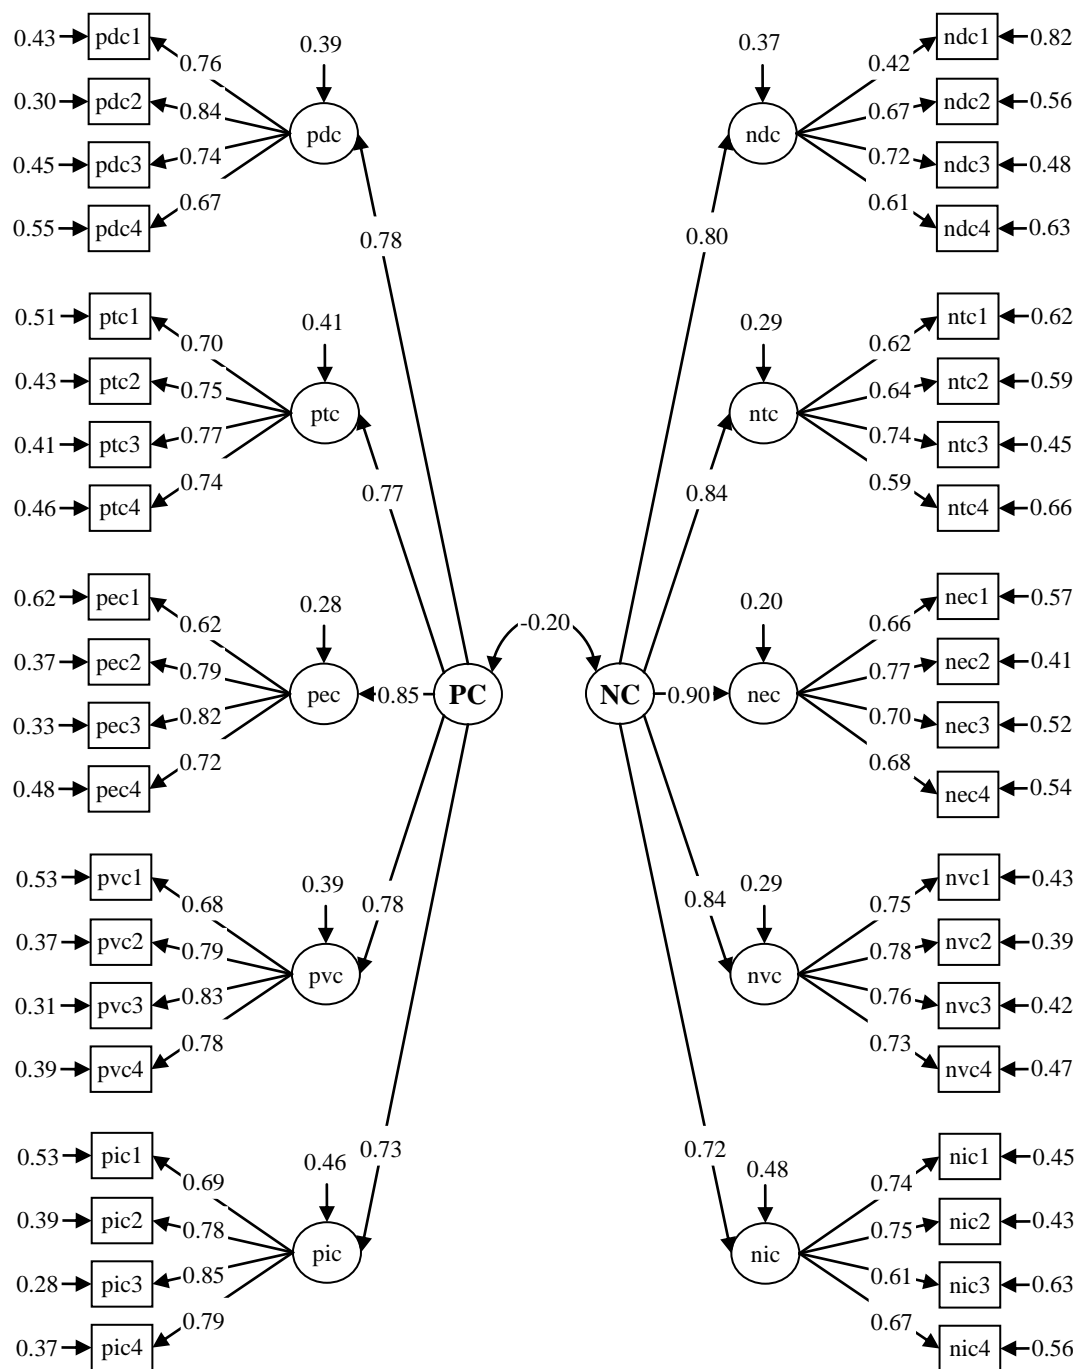 0.43 pdc1 0.39 0.37 ndc1 0.82
0.76 0.42
0.30 pdc2 0.84 pdc ndc 0.67 ndc2 0.56
0.45 pdc3 0.74 0.72 ndc3 0.48
0.67 0.61
0.55 pdc4 0.78 0.80 ndc4 0.63
0.51 ptc1 0.41 0.29 ntc1 0.62
0.70 0.62
0.43 ptc2 0.75 ptc ntc 0.64 ntc2 0.59
0.41 ptc3 0.77 0.74 ntc3 0.45
0.74 0.77 0.84 0.59
0.46 ptc4 ntc4 0.66
0.62 pec1 0.28 0.20 nec1 0.57
0.62 -0.20 0.66
0.37 pec2 0.79 0.77 nec2 0.41
pec 0.85 PC NC 0.90 nec
0.33 pec3 0.82 0.70 nec3 0.52
0.72 0.68
0.48 pec4 nec4 0.54
0.53 pvc1 0.39 0.29 nvc1 0.43
0.68 0.78 0.84 0.75
0.37 pvc2 0.79 0.78 nvc2 0.39
pvc nvc
0.31 pvc3 0.83 0.76 nvc3 0.42
0.78 0.73
0.39 pvc4 nvc4 0.47
0.53 pic1 0.46 0.73 0.72 0.48 nic1 0.45
0.69 0.74
0.39 pic2 0.78 0.75 nic2 0.43
pic nic
0.28 pic3 0.85 0.61 nic3 0.63
0.79 0.67
0.37 pic4 nic4 0.56